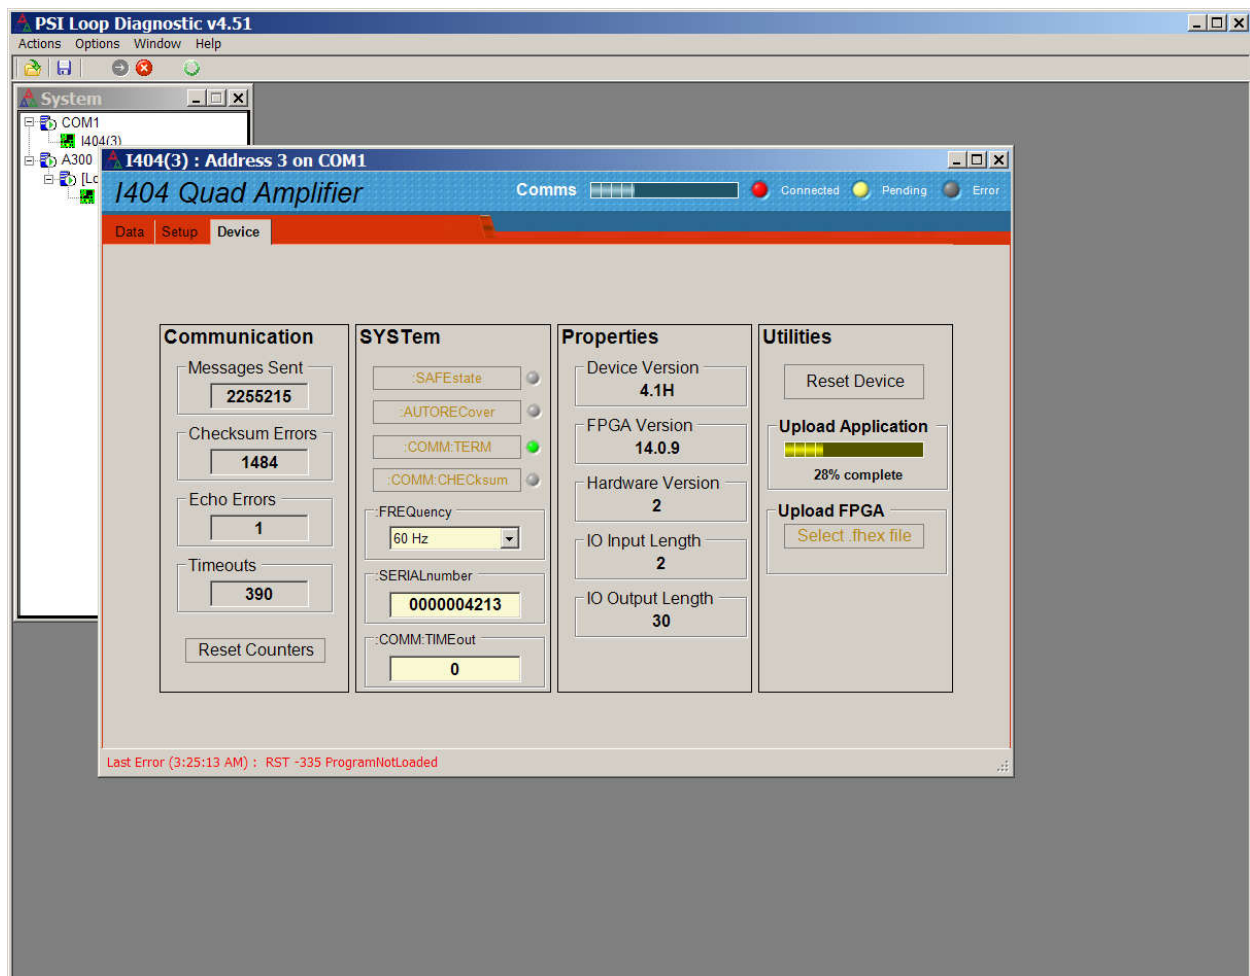 PSI Loop Diagnostic v4.51
Actions Options Window Help
System
COM1
I404(3)
A300
I404(3) : Address 3 on COM1
I404 Quad Amplifier
Comms
Connected
Pending
Error
Data
Setup
Device
Communication
Messages Sent
2255215
Checksum Errors
1484
Echo Errors
1
Timeouts
390
Reset Counters
SYSTem
:SAFEstate
:AUTORECover
:COMM:TERM
:COMM:CHECksum
:FREQuency
60 Hz
:SERIALnumber
0000004213
:COMM:TIMEout
0
Properties
Device Version
4.1H
FPGA Version
14.0.9
Hardware Version
2
IO Input Length
2
IO Output Length
30
Utilities
Reset Device
Upload Application
28% complete
Upload FPGA
Select .fhex file
Last Error (3:25:13 AM) : RST -335 ProgramNotLoaded